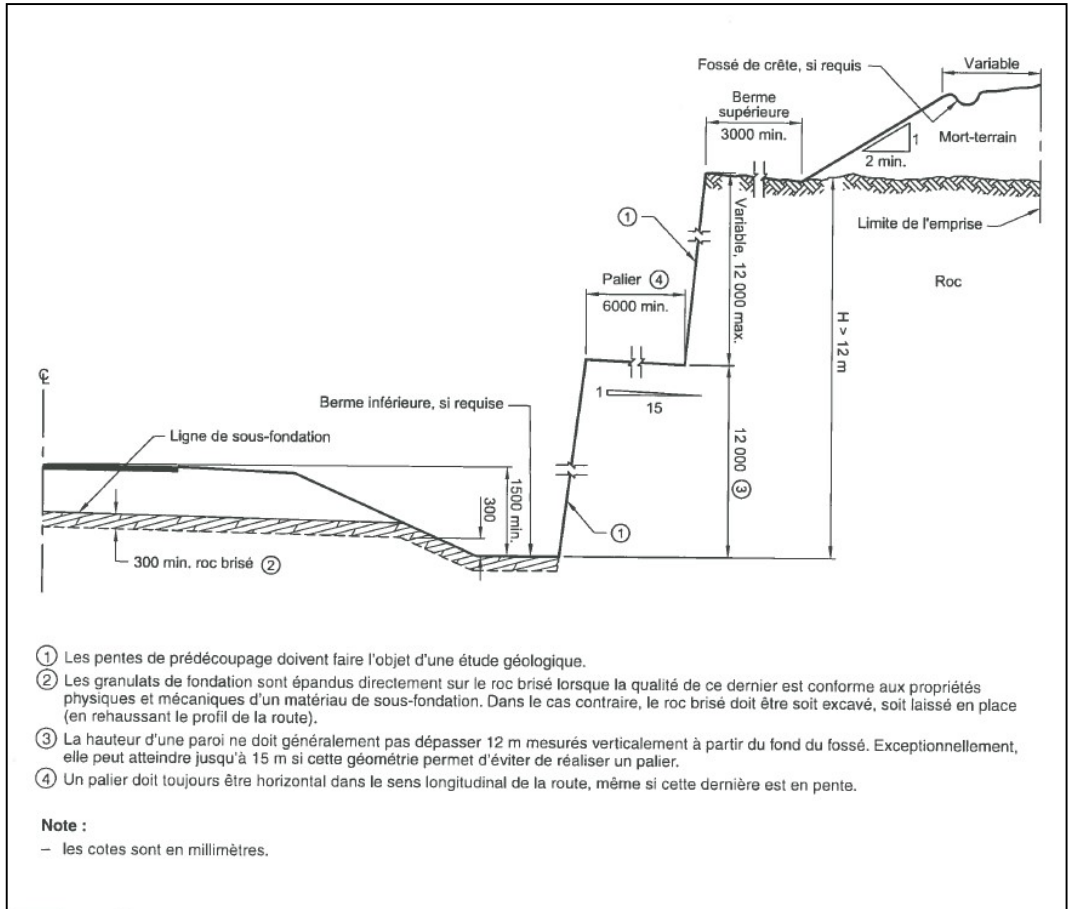 Fossé de crête, si requis
Variable
Berme
supérieure
3000 min.
1
2 min.
Mort-terrain
①
Variable, 12 000 max.
Limite de l'emprise
Palier ④
6000 min.
Roc
H > 12 m
℄
1
15
Berme inférieure, si requise
Ligne de sous-fondation
12 000 ③
1500 min.
300
①
300 min. roc brisé ②
① Les pentes de prédécoupage doivent faire l'objet d'une étude géologique.
② Les granulats de fondation sont épandus directement sur le roc brisé lorsque la qualité de ce dernier est conforme aux propriétés
physiques et mécaniques d'un matériau de sous-fondation. Dans le cas contraire, le roc brisé doit être soit excavé, soit laissé en place
(en rehaussant le profil de la route).
③ La hauteur d'une paroi ne doit généralement pas dépasser 12 m mesurés verticalement à partir du fond du fossé. Exceptionnellement,
elle peut atteindre jusqu'à 15 m si cette géométrie permet d'éviter de réaliser un palier.
④ Un palier doit toujours être horizontal dans le sens longitudinal de la route, même si cette dernière est en pente.
Note :
– les cotes sont en millimètres.